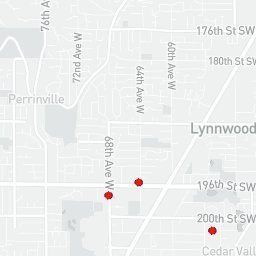 76th Ave W
176th St SW
72nd Ave W
64th Ave W
60th Ave W
180th St SW
Perrinville
Lynnwood
68th Ave W
196th St SW
200th St SW
Cedar Vall